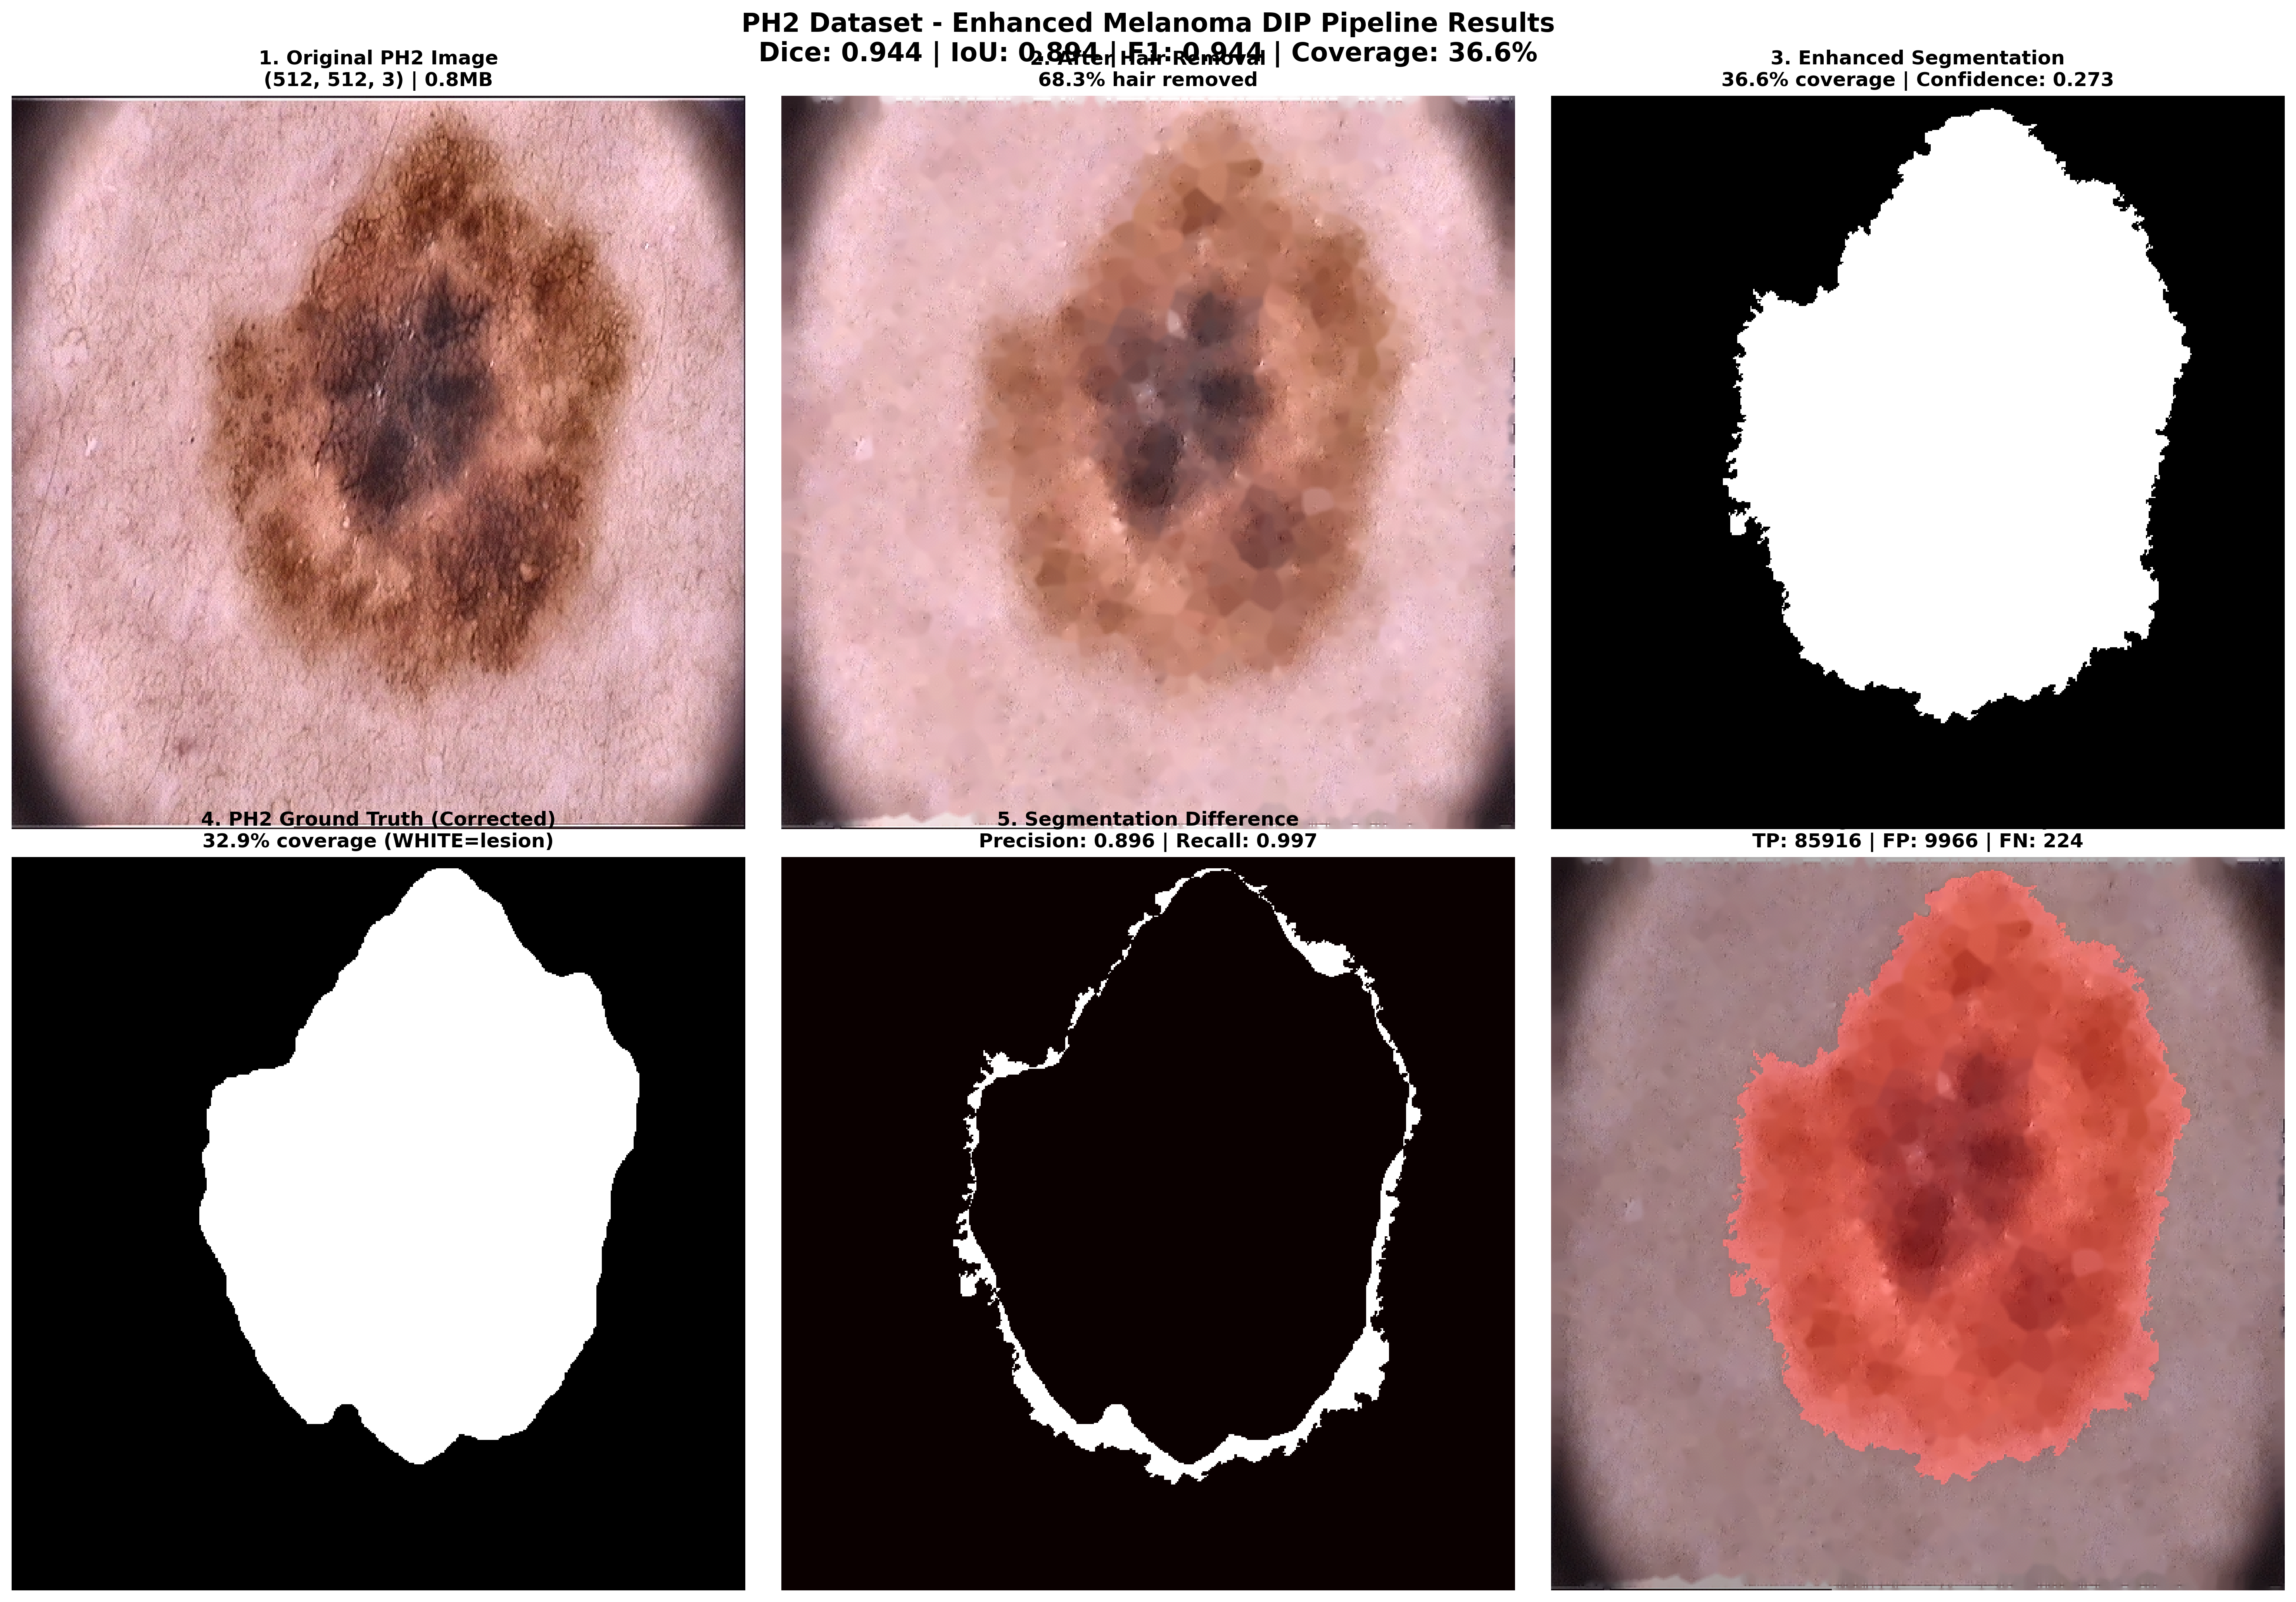 PH2 Dataset - Enhanced Melanoma DIP Pipeline Results
Dice: 0.944 | IoU: 0.894 | F1: 0.944 | Coverage: 36.6%
1. Original PH2 Image
(512, 512, 3) | 0.8MB
2. After Hair Removal
68.3% hair removed
3. Enhanced Segmentation
36.6% coverage | Confidence: 0.273
4. PH2 Ground Truth (Corrected)
32.9% coverage (WHITE=lesion)
5. Segmentation Difference
Precision: 0.896 | Recall: 0.997
TP: 85916 | FP: 9966 | FN: 224